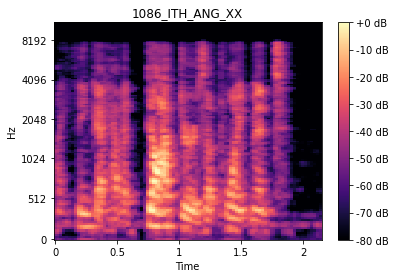 1086_ITH_ANG_XX
+0 dB
8192
-10 dB
4096
-20 dB
-30 dB
2048
Hz
-40 dB
1024
-50 dB
512
-60 dB
-70 dB
0
-80 dB
0
0.5
1
1.5
2
Time